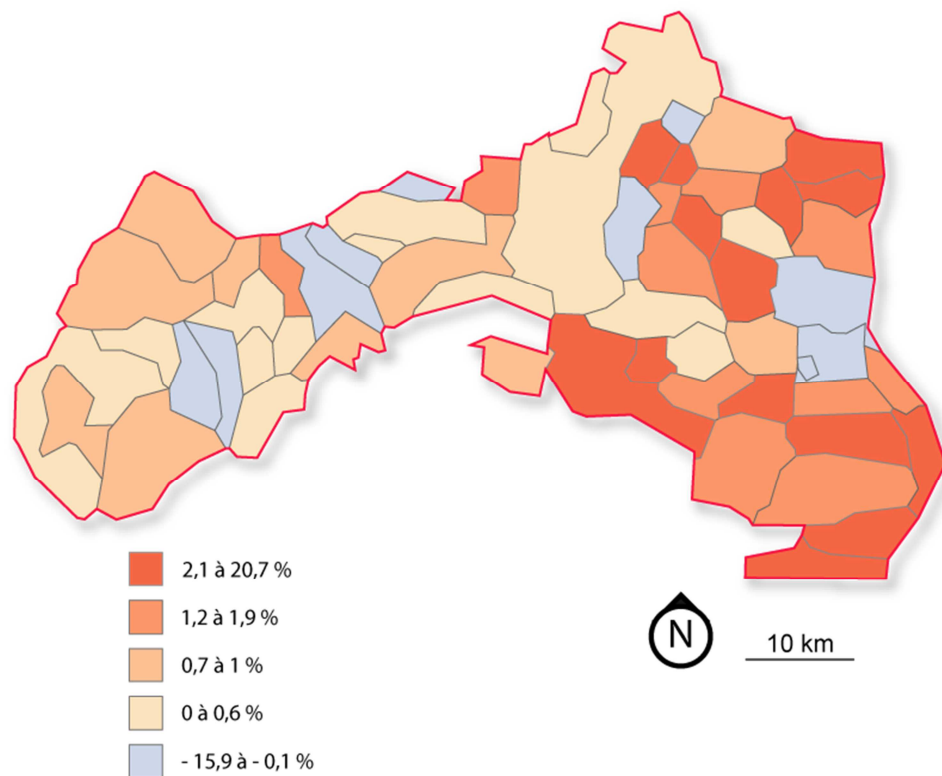 2,1 à 20,7 %
1,2 à 1,9 %
0,7 à 1 %
0 à 0,6 %
- 15,9 à - 0,1 %
N
10 km